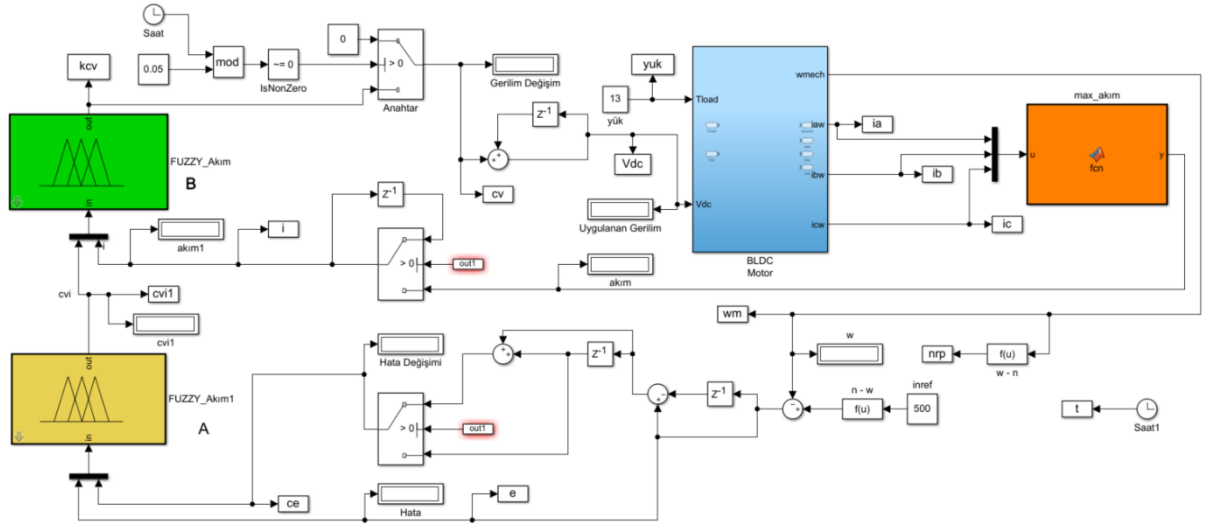 Saat
kcv
0.05
mod
~= 0
IsNonZero
0
> 0
Anahtar
Gerilim Değişim
z-1
Vdc
cv
yuk
13
yük
Tload
Vdc
wmech
iaw
ibw
icw
BLDC
Motor
Uygulanan Gerilim
ia
ib
ic
max_akım
u
fcn
y
out
FUZZY_Akım
B
in
akım1
i
z-1
> 0
out1
akım
cvi
cvi1
cvi1
out
FUZZY_Akım1
A
in
Hata Değişimi
> 0
out1
z-1
z-1
ce
Hata
e
wm
w
nrp
f(u)
w - n
n - w
f(u)
inref
500
t
Saat1